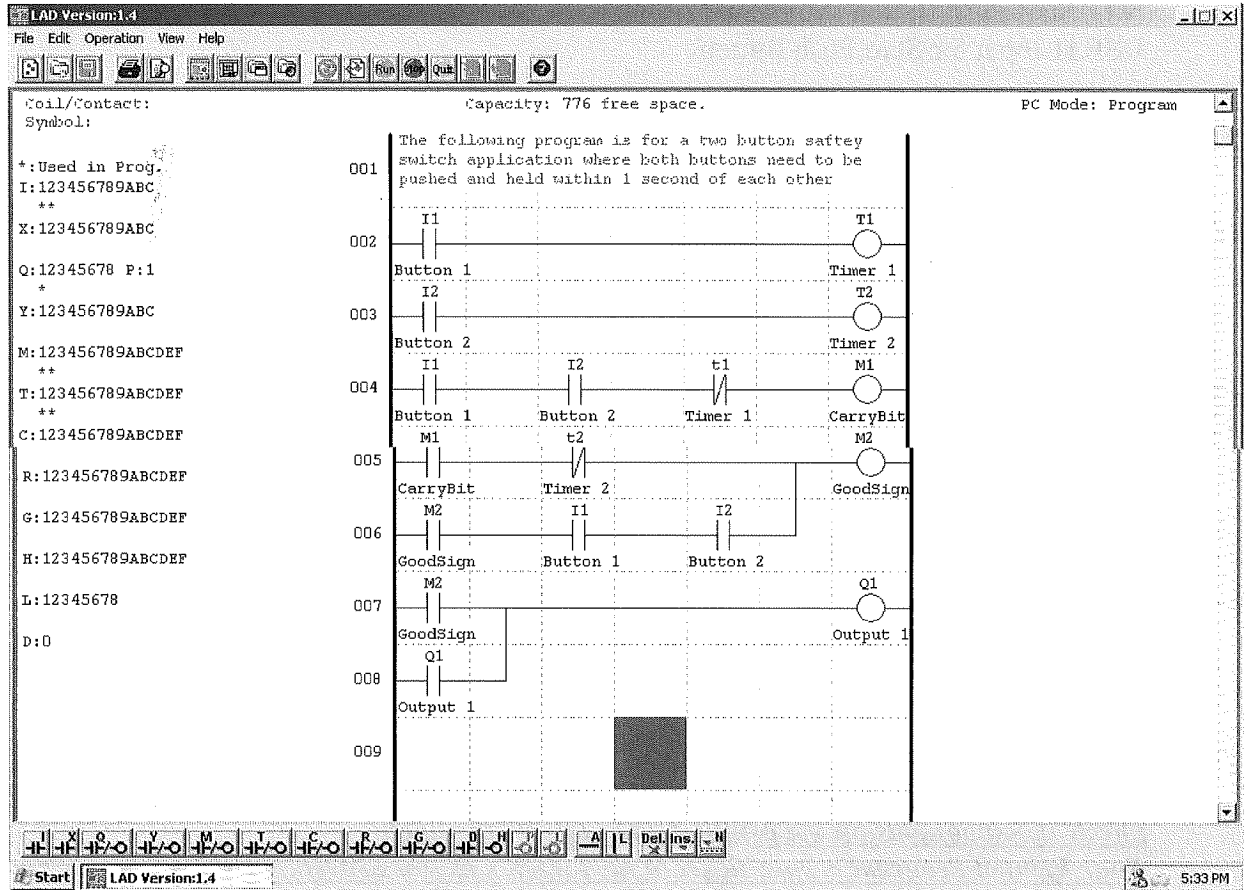 LAD Version:1.4
File Edit Operation View Help
Run Stop Quit
Coil/Contact: Capacity: 776 free space. PC Mode: Program
Symbol:
The following program is for a two button saftey
switch application where both buttons need to be
pushed and held within 1 second of each other
001
*:Used in Prog.
I:123456789ABC
**
X:123456789ABC
Q:12345678 P:1
*
Y:123456789ABC
M:123456789ABCDEF
**
T:123456789ABCDEF
**
C:123456789ABCDEF
R:123456789ABCDEF
G:123456789ABCDEF
H:123456789ABCDEF
L:12345678
D:0
I1 T1
002
Button 1 Timer 1
I2 T2
003
Button 2 Timer 2
I1 I2 t1 M1
004
Button 1 Button 2 Timer 1 CarryBit
M1 t2 M2
005
CarryBit Timer 2 GoodSign
M2 I1 I2
006
GoodSign Button 1 Button 2
M2 Q1
007
GoodSign Output 1
Q1
008
Output 1
009
I X Q Y M T C R G D H A L Del. Ins. N
Start LAD Version:1.4 5:33 PM